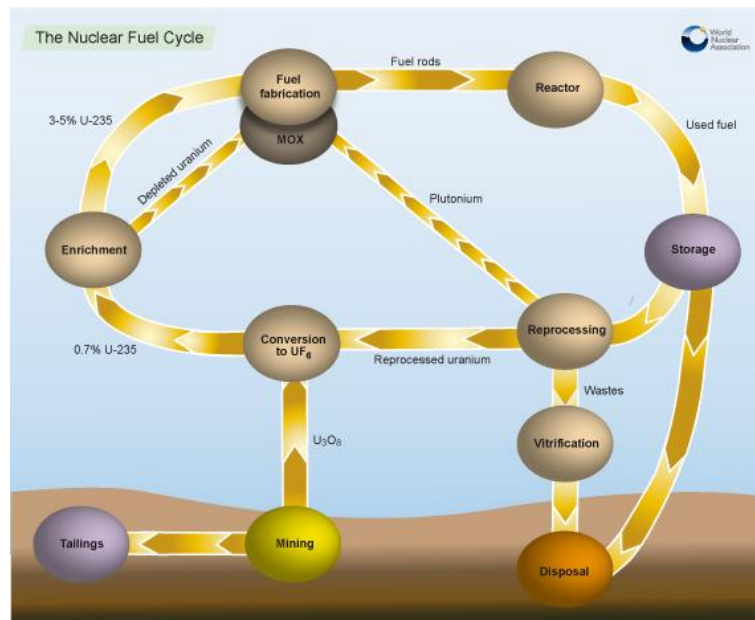 The Nuclear Fuel Cycle
World
Nuclear
Association
Fuel rods
Fuel
fabrication
Reactor
3-5% U-235
Used fuel
MOX
Depleted uranium
Plutonium
Enrichment
Storage
Conversion
to UF₆
Reprocessing
0.7% U-235
Reprocessed uranium
Wastes
U₃O₈
Vitrification
Tailings
Mining
Disposal